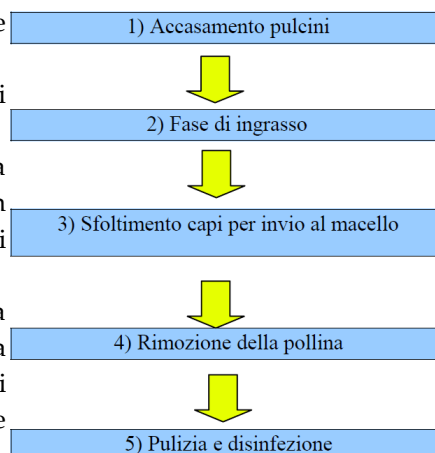 1) Accasamento pulcini
2) Fase di ingrasso
3) Sfoltimento capi per invio al macello
4) Rimozione della pollina
5) Pulizia e disinfezione